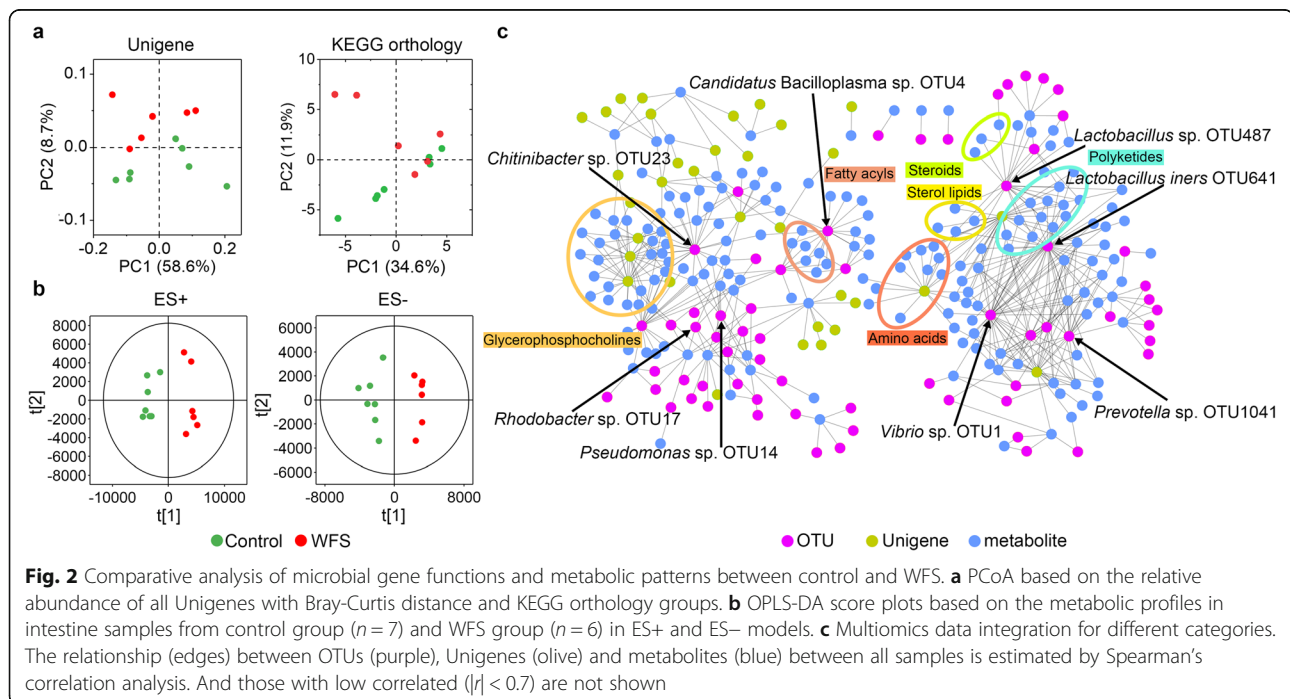 a
Unigene
0.1
0.0
-0.1
PC2 (8.7%)
-0.2
0.0
0.2
PC1 (58.6%)
KEGG orthology
10
5
0
-5
PC2 (11.9%)
-5
0
5
PC1 (34.6%)
b
ES+
8000
6000
4000
2000
0
-2000
-4000
-6000
-8000
t[2]
-10000
0
10000
t[1]
ES-
6000
4000
2000
0
-2000
-4000
-6000
t[2]
-8000
0
8000
t[1]
Control
WFS
c
Candidatus Bacilloplasma sp. OTU4
Chitinibacter sp. OTU23
Fatty acyls
Steroids
Sterol lipids
Lactobacillus sp. OTU487
Polyketides
Lactobacillus iners OTU641
Glycerophosphocholines
Amino acids
Rhodobacter sp. OTU17
Pseudomonas sp. OTU14
Vibrio sp. OTU1
Prevotella sp. OTU1041
OTU
Unigene
metabolite
Fig. 2 Comparative analysis of microbial gene functions and metabolic patterns between control and WFS. a PCoA based on the relative
abundance of all Unigenes with Bray-Curtis distance and KEGG orthology groups. b OPLS-DA score plots based on the metabolic profiles in
intestine samples from control group (n = 7) and WFS group (n = 6) in ES+ and ES− models. c Multiomics data integration for different categories.
The relationship (edges) between OTUs (purple), Unigenes (olive) and metabolites (blue) between all samples is estimated by Spearman's
correlation analysis. And those with low correlated (|r| < 0.7) are not shown